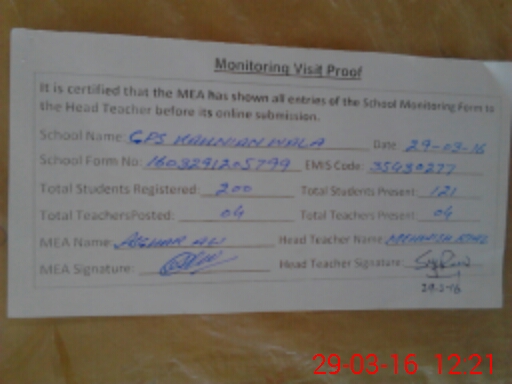 Monitoring Visit Proof
It is certified that the MEA has shown all entries of the School Monitoring Form to
the Head Teacher before its online submission.
School Name: GPS KAHNIAN WALA Date: 29-03-16
School Form No: 1603291205799 EMIS Code: 35430277
Total Students Registered: 200 Total Students Present: 121
Total TeachersPosted: 04 Total Teachers Present: 04
MEA Name: ASGHAR ALI Head Teacher Name:
MEA Signature: Head Teacher Signature:
29-3-16
29-03-16 12:21